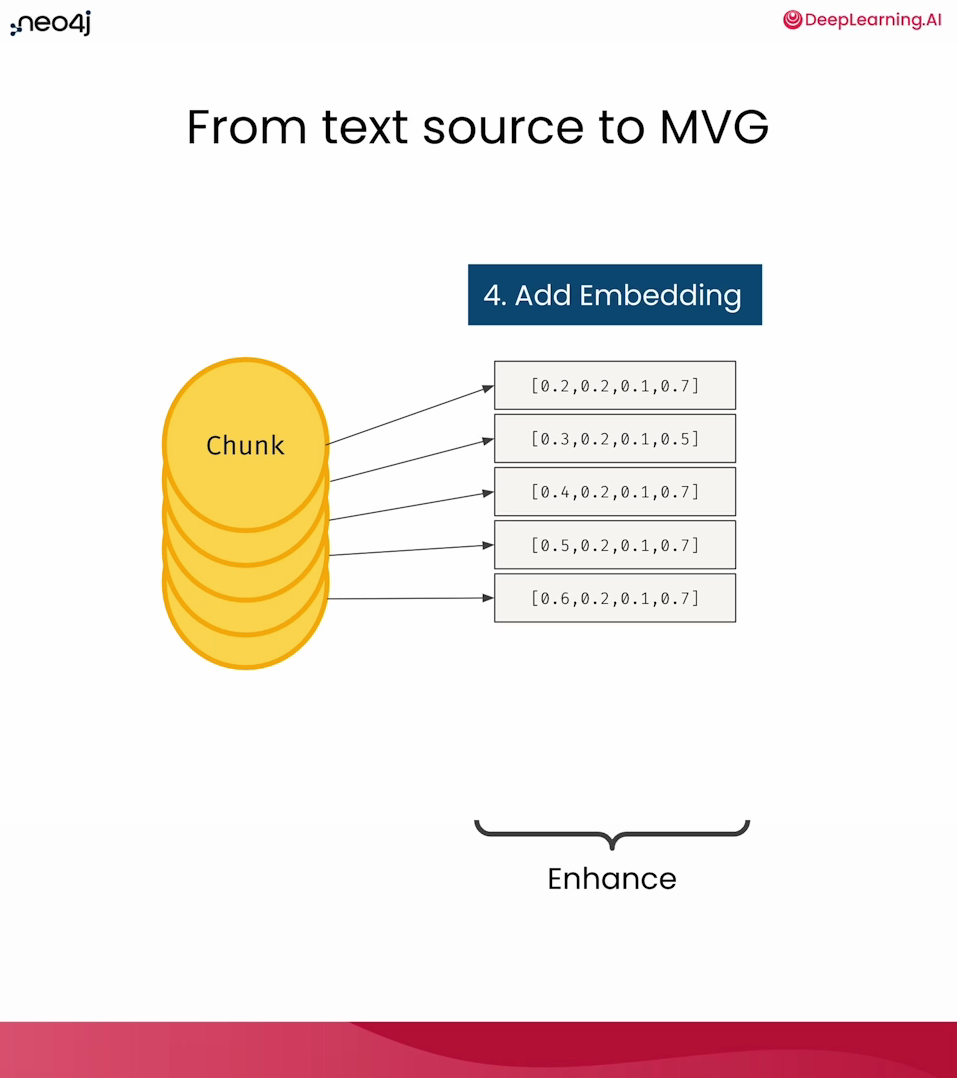 neo4j
DeepLearning.AI
From text source to MVG
4. Add Embedding
Chunk
[0.2,0.2,0.1,0.7]
[0.3,0.2,0.1,0.5]
[0.4,0.2,0.1,0.7]
[0.5,0.2,0.1,0.7]
[0.6,0.2,0.1,0.7]
Enhance